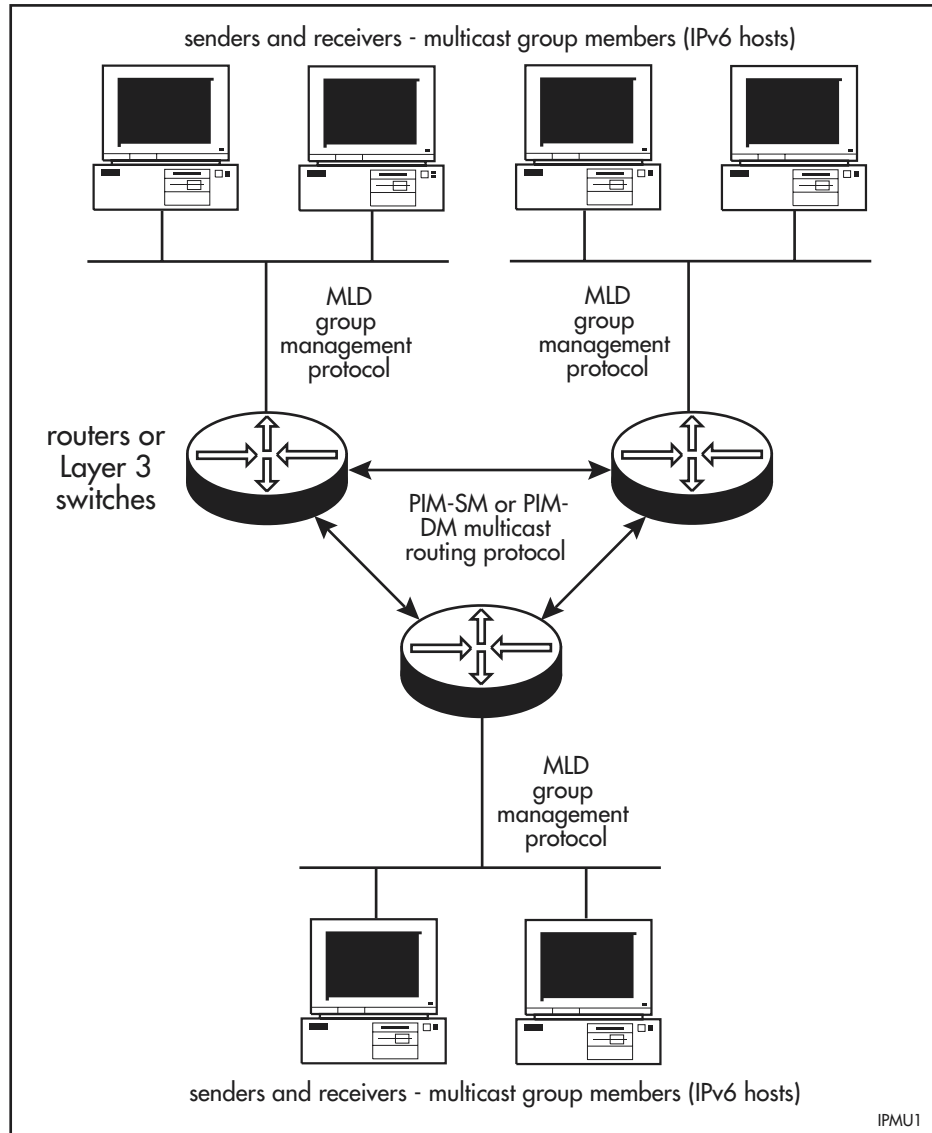 senders and receivers - multicast group members (IPv6 hosts)
MLD
group
management
protocol
MLD
group
management
protocol
routers or
Layer 3
switches
PIM-SM or PIM-
DM multicast
routing protocol
MLD
group
management
protocol
senders and receivers - multicast group members (IPv6 hosts)
IPMU1